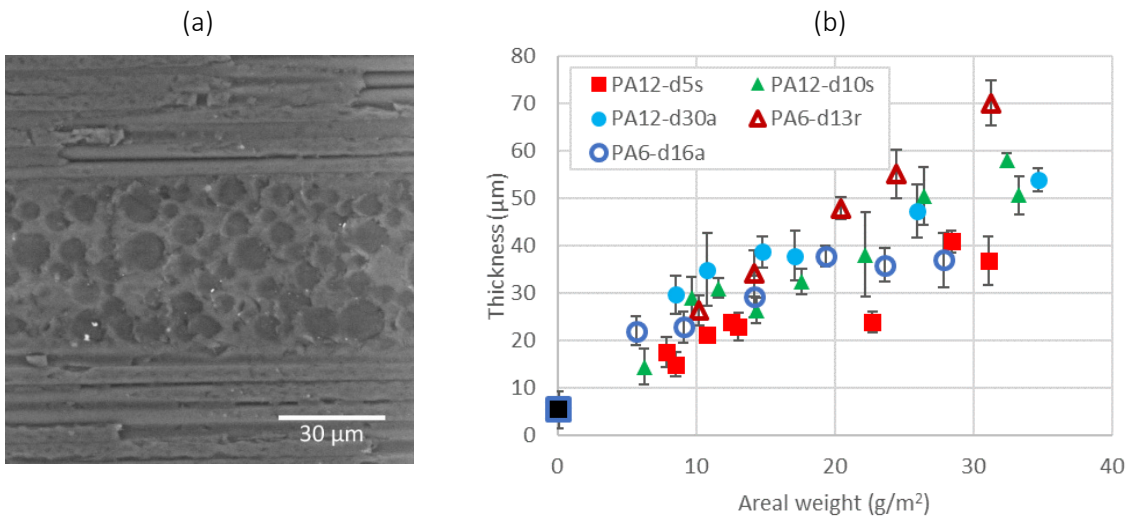 (a)
(b)
30 µm
Thickness (µm)
80
70
60
50
40
30
20
10
0
PA12-d5s
PA12-d10s
PA12-d30a
PA6-d13r
PA6-d16a
0
10
20
30
40
Areal weight (g/m²)